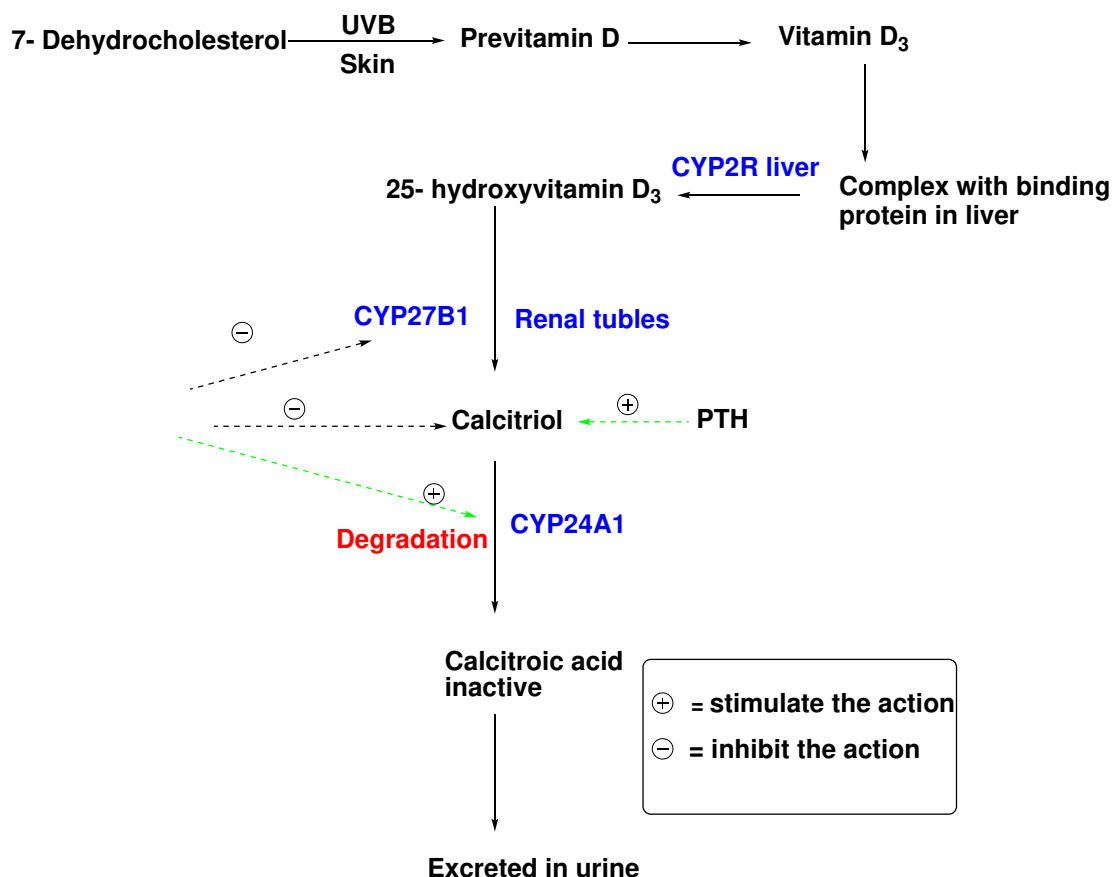 7- Dehydrocholesterol
UVB
Skin
Previtamin D
Vitamin D3
CYP2R liver
25- hydroxyvitamin D3
Complex with binding
protein in liver
CYP27B1
Renal tubles
−
−
Calcitriol
+
PTH
+
Degradation
CYP24A1
Calcitroic acid
inactive
+ = stimulate the action
− = inhibit the action
Excreted in urine